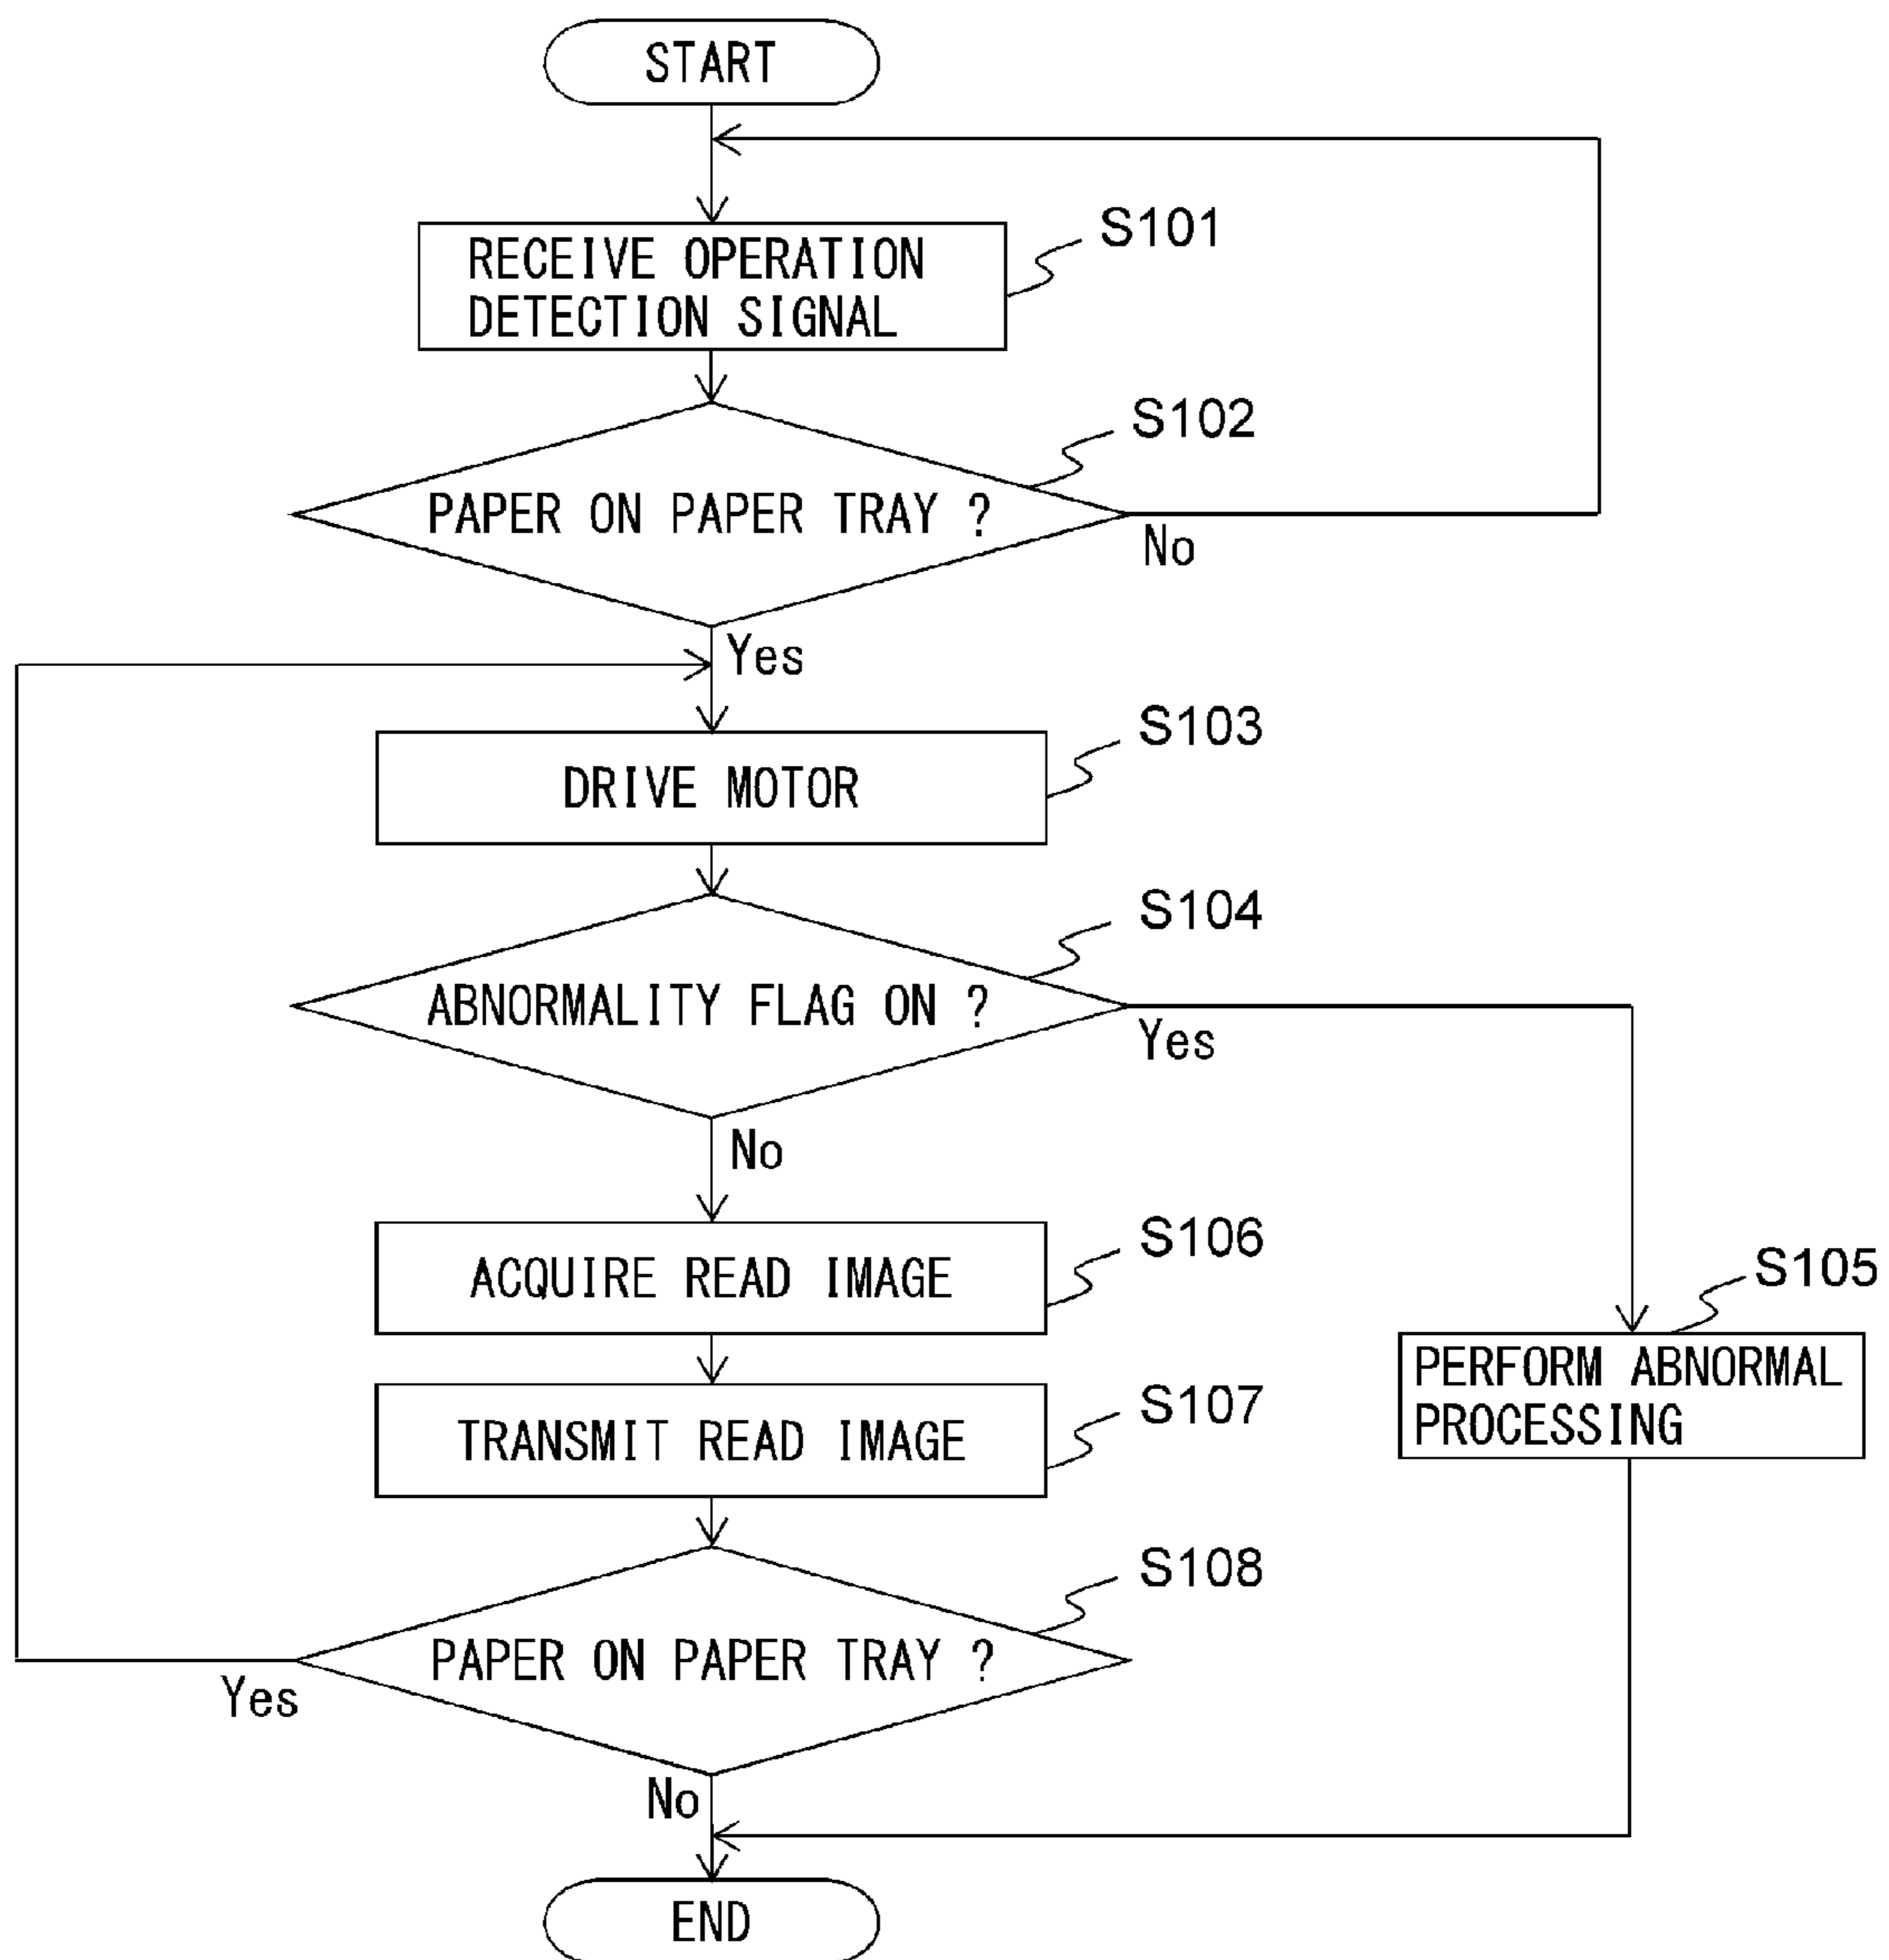 START
RECEIVE OPERATION
DETECTION SIGNAL
S101
PAPER ON PAPER TRAY ?
S102
No
Yes
DRIVE MOTOR
S103
ABNORMALITY FLAG ON ?
S104
Yes
No
ACQUIRE READ IMAGE
S106
PERFORM ABNORMAL
PROCESSING
S105
TRANSMIT READ IMAGE
S107
PAPER ON PAPER TRAY ?
S108
Yes
No
END